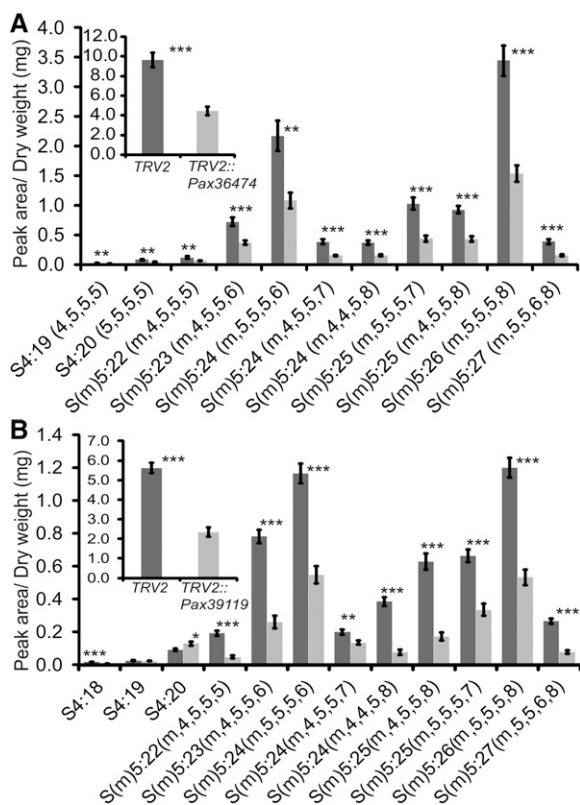 A
Peak area/ Dry weight (mg)
4.0
3.5
3.0
2.5
2.0
1.5
1.0
0.5
0.0
12.0
10.0
8.0
6.0
4.0
2.0
0.0
***
TRV2
TRV2::
Pax36474
** ** ** *** ** *** *** *** *** *** ***
S4:19 (4,5,5,5)
S4:20 (5,5,5,5)
S(m)5:22 (m,4,5,5,5)
S(m)5:23 (m,4,5,5,6)
S(m)5:24 (m,5,5,5,6)
S(m)5:24 (m,4,5,5,7)
S(m)5:24 (m,4,4,5,8)
S(m)5:25 (m,5,5,5,7)
S(m)5:25 (m,4,5,5,8)
S(m)5:26 (m,5,5,5,8)
S(m)5:27 (m,5,5,6,8)
B
Peak area/ Dry weight (mg)
1.4
1.2
1.0
0.8
0.6
0.4
0.2
0.0
6.0
5.0
4.0
3.0
2.0
1.0
0.0
***
TRV2
TRV2::
Pax39119
*** * *** *** *** ** *** *** *** *** ***
S4:18
S4:19
S4:20
S(m)5:22(m,4,5,5,5)
S(m)5:23(m,4,5,5,6)
S(m)5:24(m,5,5,5,6)
S(m)5:24(m,4,5,5,7)
S(m)5:24(m,4,4,5,8)
S(m)5:25(m,4,5,5,8)
S(m)5:25(m,5,5,5,7)
S(m)5:26(m,5,5,5,8)
S(m)5:27(m,5,5,6,8)